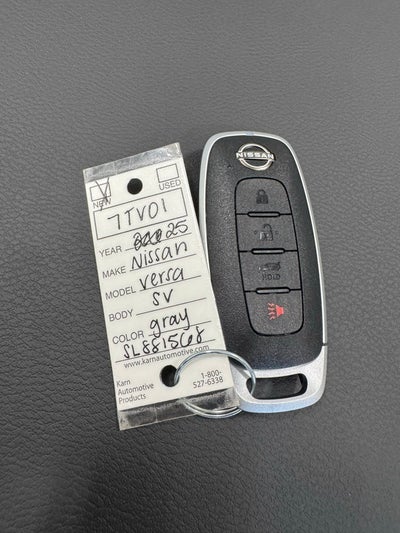 NEW
USED
7TV01
YEAR 25
MAKE Nissan
MODEL versa
BODY SV
COLOR gray
SL881568
www.karnautomotive.com
Karn
Automotive
Products
1-800-
527-6338
NISSAN
HOLD